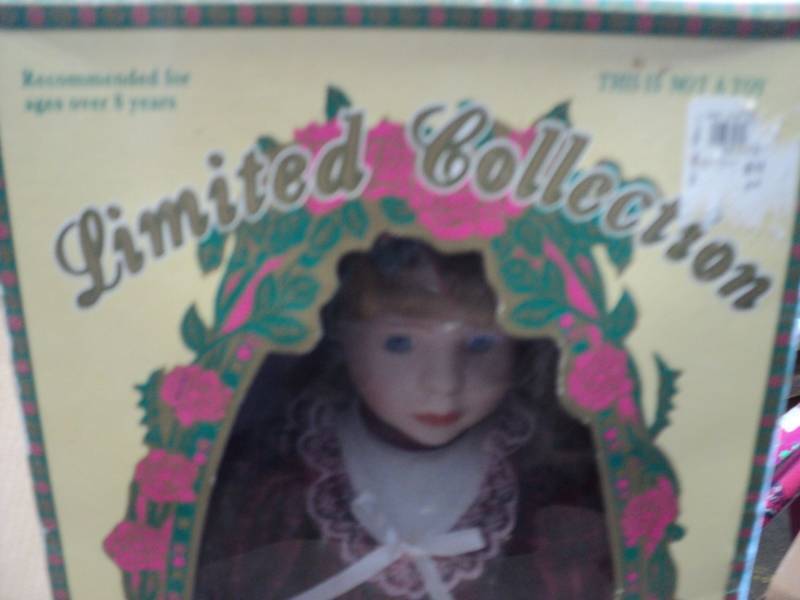 Recommended for
ages over 8 years
THIS IS NOT A TOY
Limited Collection